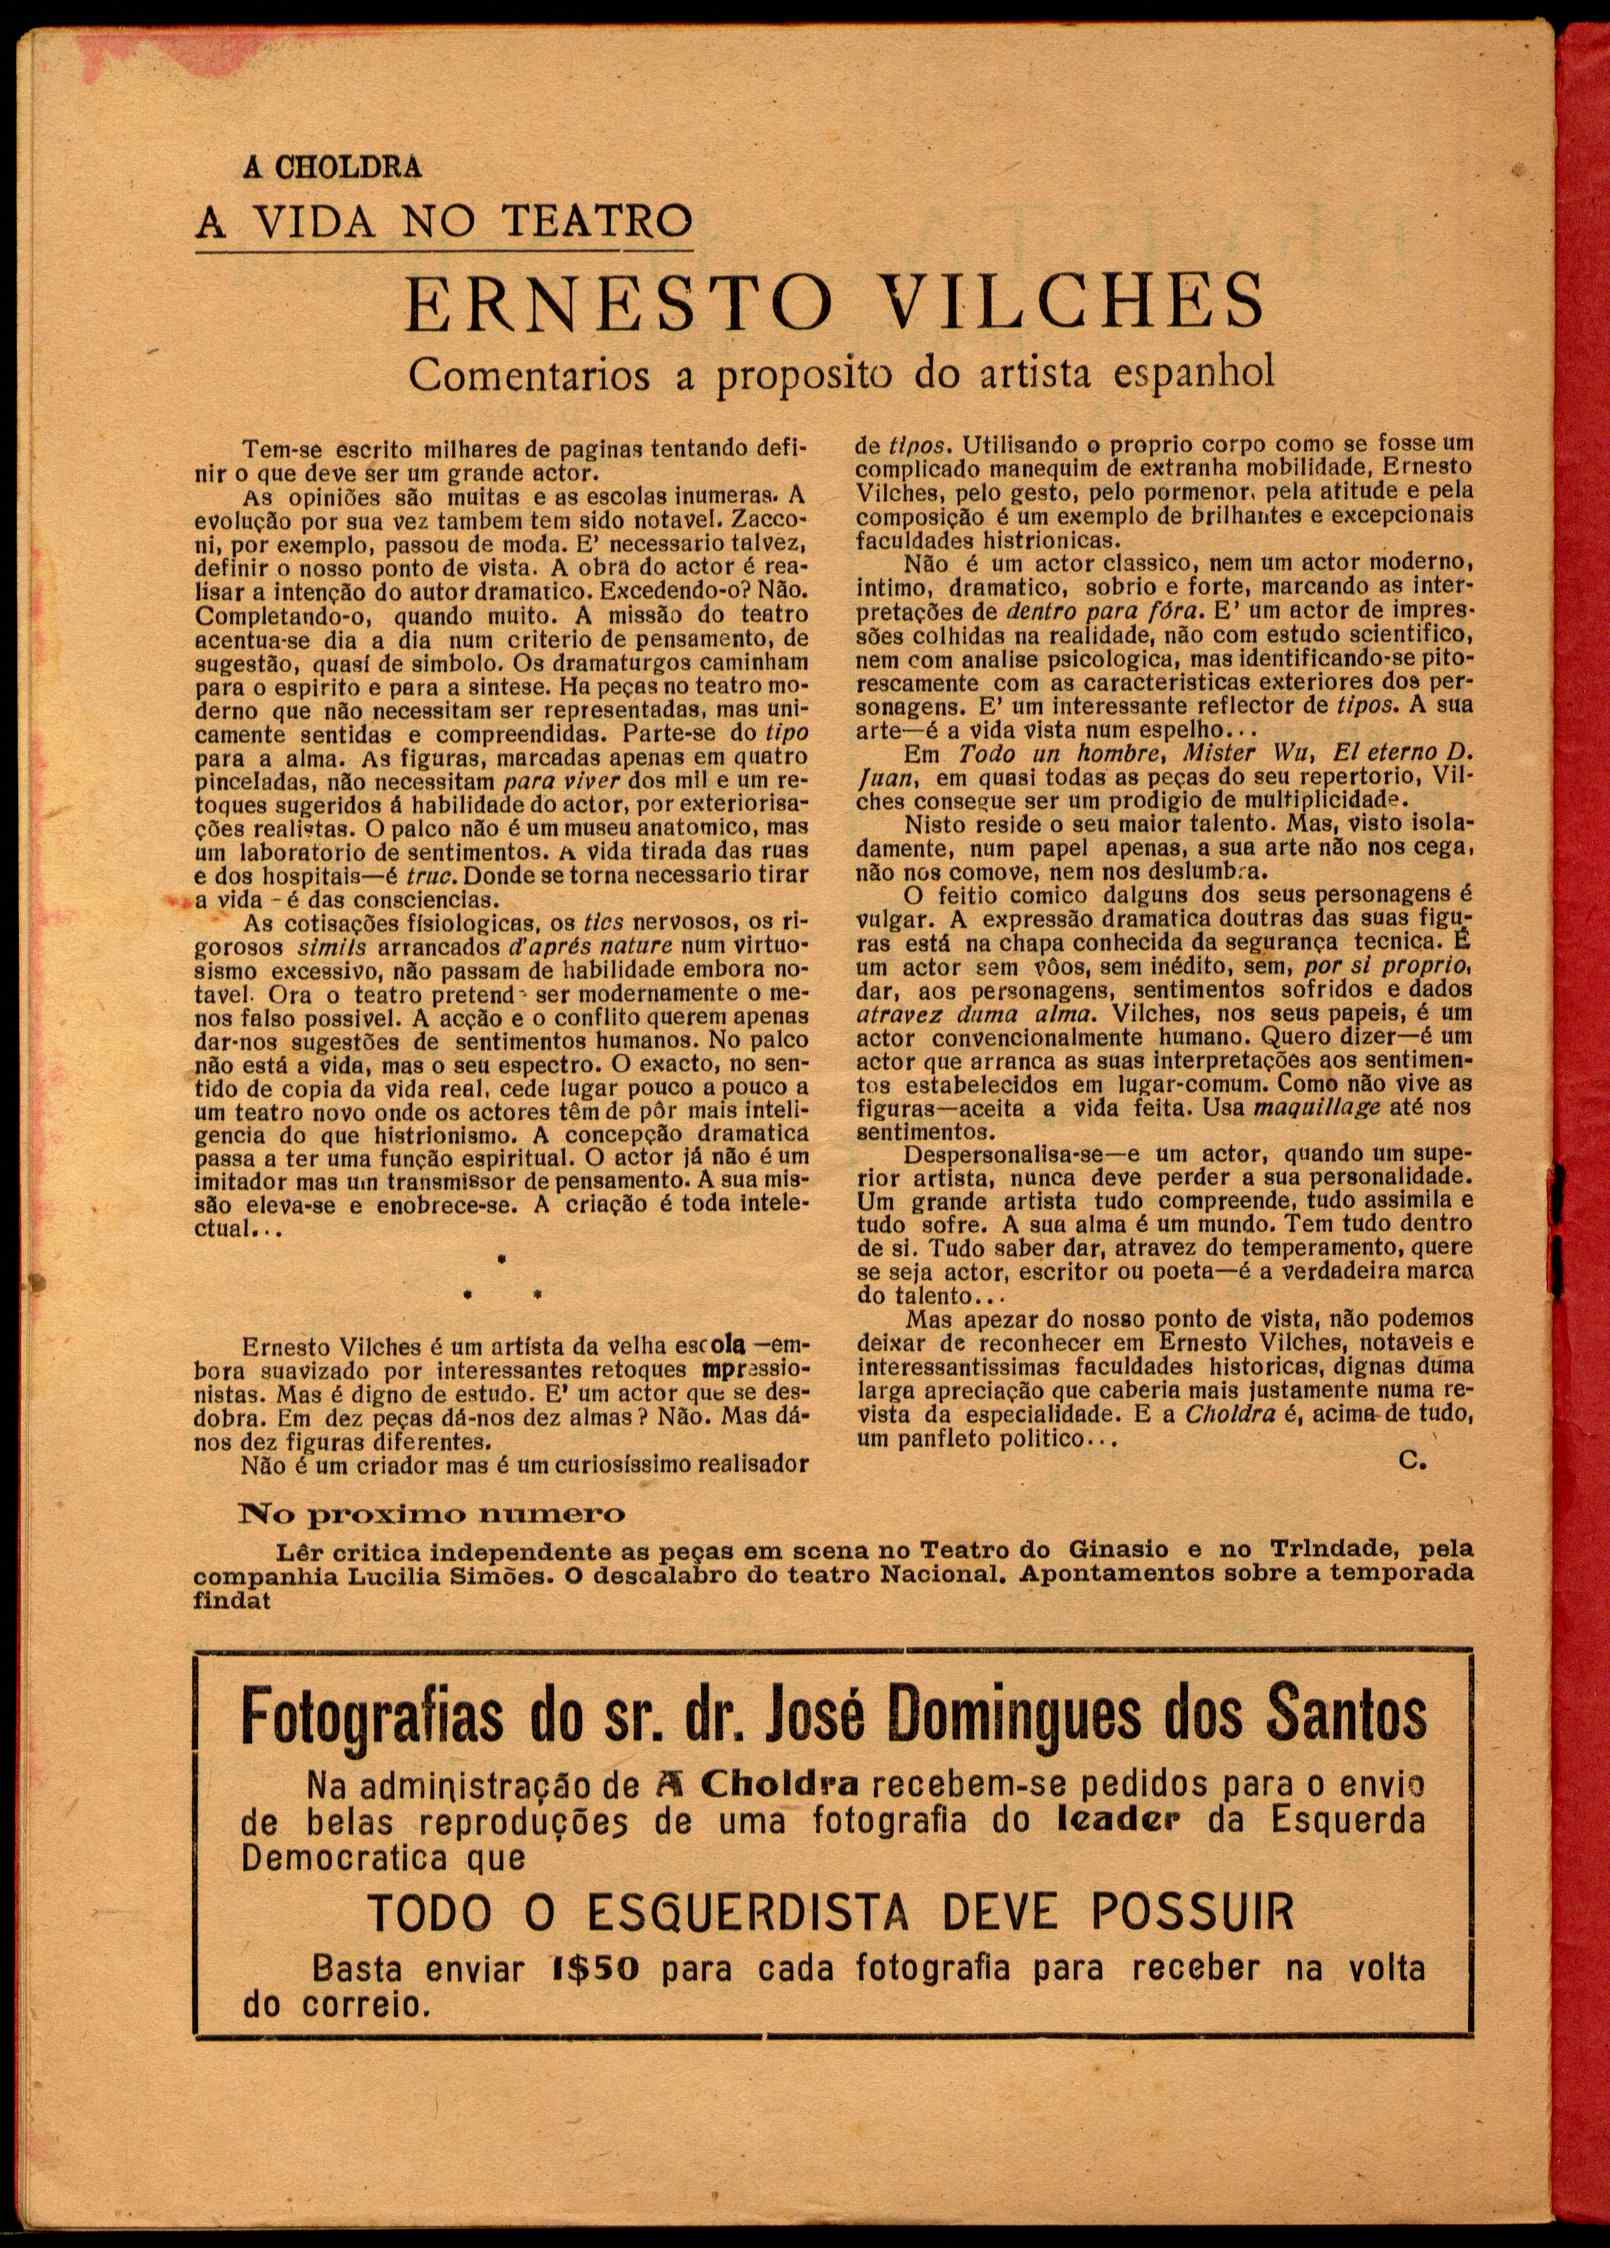 A CHOLDRA
A VIDA NO TEATRO
ERNESTO VILCHES
Comentarios a proposito do artista espanhol
Tem-se escrito milhares de paginas tentando defi-
nir o que deve ser um grande actor.
As opiniões são muitas e as escolas inumeras. A
evolução por sua vez tambem tem sido notavel. Zacco-
ni, por exemplo, passou de moda. E' necessario talvez,
definir o nosso ponto de vista. A obra do actor é rea-
lisar a intenção do autor dramatico. Excedendo-o? Não.
Completando-o, quando muito. A missão do teatro
acentua-se dia a dia num criterio de pensamento, de
sugestão, quasi de simbolo. Os dramaturgos caminham
para o espirito e para a sintese. Ha peças no teatro mo-
derno que não necessitam ser representadas, mas uni-
camente sentidas e compreendidas. Parte-se do tipo
para a alma. As figuras, marcadas apenas em quatro
pinceladas, não necessitam para viver dos mil e um re-
toques sugeridos á habilidade do actor, por exteriorisa-
ções realistas. O palco não é um museu anatomico, mas
um laboratorio de sentimentos. A vida tirada das ruas
e dos hospitais—é truc. Donde se torna necessario tirar
a vida - é das consciencias.
As cotisações fisiologicas, os tics nervosos, os ri-
gorosos simils arrancados d'aprés nature num virtuo-
sismo excessivo, não passam de habilidade embora no-
tavel. Ora o teatro pretende ser modernamente o me-
nos falso possivel. A acção e o conflito querem apenas
dar-nos sugestões de sentimentos humanos. No palco
não está a vida, mas o seu espectro. O exacto, no sen-
tido de copia da vida real, cede lugar pouco a pouco a
um teatro novo onde os actores têm de pôr mais inteli-
gencia do que histrionismo. A concepção dramatica
passa a ter uma função espiritual. O actor já não é um
imitador mas um transmissor de pensamento. A sua mis-
são eleva-se e enobrece-se. A criação é toda intele-
ctual...
Ernesto Vilches é um artista da velha escola—em-
bora suavizado por interessantes retoques mpressio-
nistas. Mas é digno de estudo. E' um actor que se des-
dobra. Em dez peças dá-nos dez almas? Não. Mas dá-
nos dez figuras diferentes.
Não é um criador mas é um curiosíssimo realisador
de tipos. Utilisando o proprio corpo como se fosse um
complicado manequim de extranha mobilidade, Ernesto
Vilches, pelo gesto, pelo pormenor, pela atitude e pela
composição é um exemplo de brilhantes e excepcionais
faculdades histrionicas.
Não é um actor classico, nem um actor moderno,
intimo, dramatico, sobrio e forte, marcando as inter-
pretações de dentro para fóra. E' um actor de impres-
sões colhidas na realidade, não com estudo scientifico,
nem com analise psicologica, mas identificando-se pito-
rescamente com as caracteristicas exteriores dos per-
sonagens. E' um interessante reflector de tipos. A sua
arte—é a vida vista num espelho...
Em Todo un hombre, Mister Wu, El eterno D.
Juan, em quasi todas as peças do seu repertorio, Vil-
ches consegue ser um prodigio de multiplicidade.
Nisto reside o seu maior talento. Mas, visto isola-
damente, num papel apenas, a sua arte não nos cega,
não nos comove, nem nos deslumbra.
O feitio comico dalguns dos seus personagens é
vulgar. A expressão dramatica doutras das suas figu-
ras está na chapa conhecida da segurança tecnica. É
um actor sem vôos, sem inédito, sem, por si proprio,
dar, aos personagens, sentimentos sofridos e dados
atravez duma alma. Vilches, nos seus papeis, é um
actor convencionalmente humano. Quero dizer—é um
actor que arranca as suas interpretações aos sentimen-
tos estabelecidos em lugar-comum. Como não vive as
figuras—aceita a vida feita. Usa maquillage até nos
sentimentos.
Despersonalisa-se—e um actor, quando um supe-
rior artista, nunca deve perder a sua personalidade.
Um grande artista tudo compreende, tudo assimila e
tudo sofre. A sua alma é um mundo. Tem tudo dentro
de si. Tudo saber dar, atravez do temperamento, quere
se seja actor, escritor ou poeta—é a verdadeira marca
do talento...
Mas apezar do nosso ponto de vista, não podemos
deixar de reconhecer em Ernesto Vilches, notaveis e
interessantissimas faculdades historicas, dignas duma
larga apreciação que caberia mais justamente numa re-
vista da especialidade. E a Choldra é, acima de tudo,
um panfleto politico...
C.
No proximo numero
Lêr critica independente as peças em scena no Teatro do Ginasio e no TrIndade, pela
companhia Lucilia Simões. O descalabro do teatro Nacional. Apontamentos sobre a temporada
findat
Fotografias do sr. dr. José Domingues dos Santos
Na administração de A Choldra recebem-se pedidos para o envio
de belas reproduções de uma fotografia do leader da Esquerda
Democratica que
TODO O ESQUERDISTA DEVE POSSUIR
Basta enviar 1$50 para cada fotografia para receber na volta
do correio.